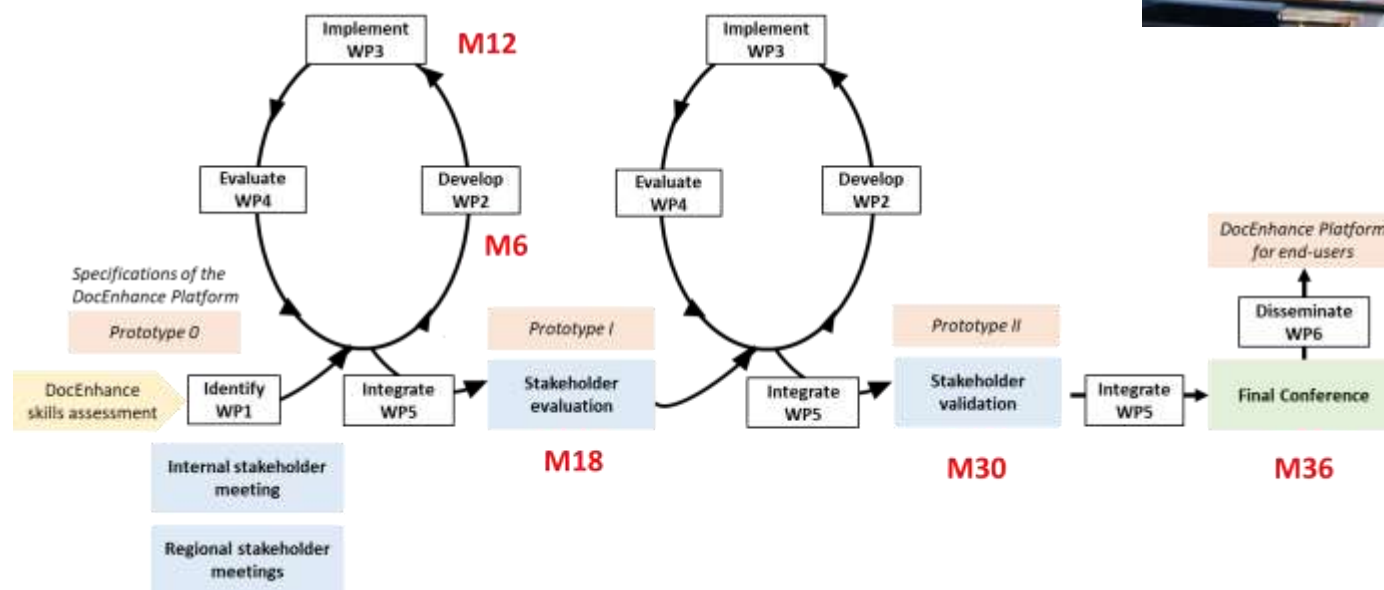 Implement
WP3
M12
Evaluate
WP4
Develop
WP2
M6
Specifications of the
DocEnhance Platform
Prototype 0
DocEnhance
skills assessment
Identify
WP1
Integrate
WP5
Internal stakeholder
meeting
Regional stakeholder
meetings
Prototype I
Stakeholder
evaluation
M18
Implement
WP3
Evaluate
WP4
Develop
WP2
Integrate
WP5
Prototype II
Stakeholder
validation
M30
Integrate
WP5
DocEnhance Platform
for end-users
Disseminate
WP6
Final Conference
M36